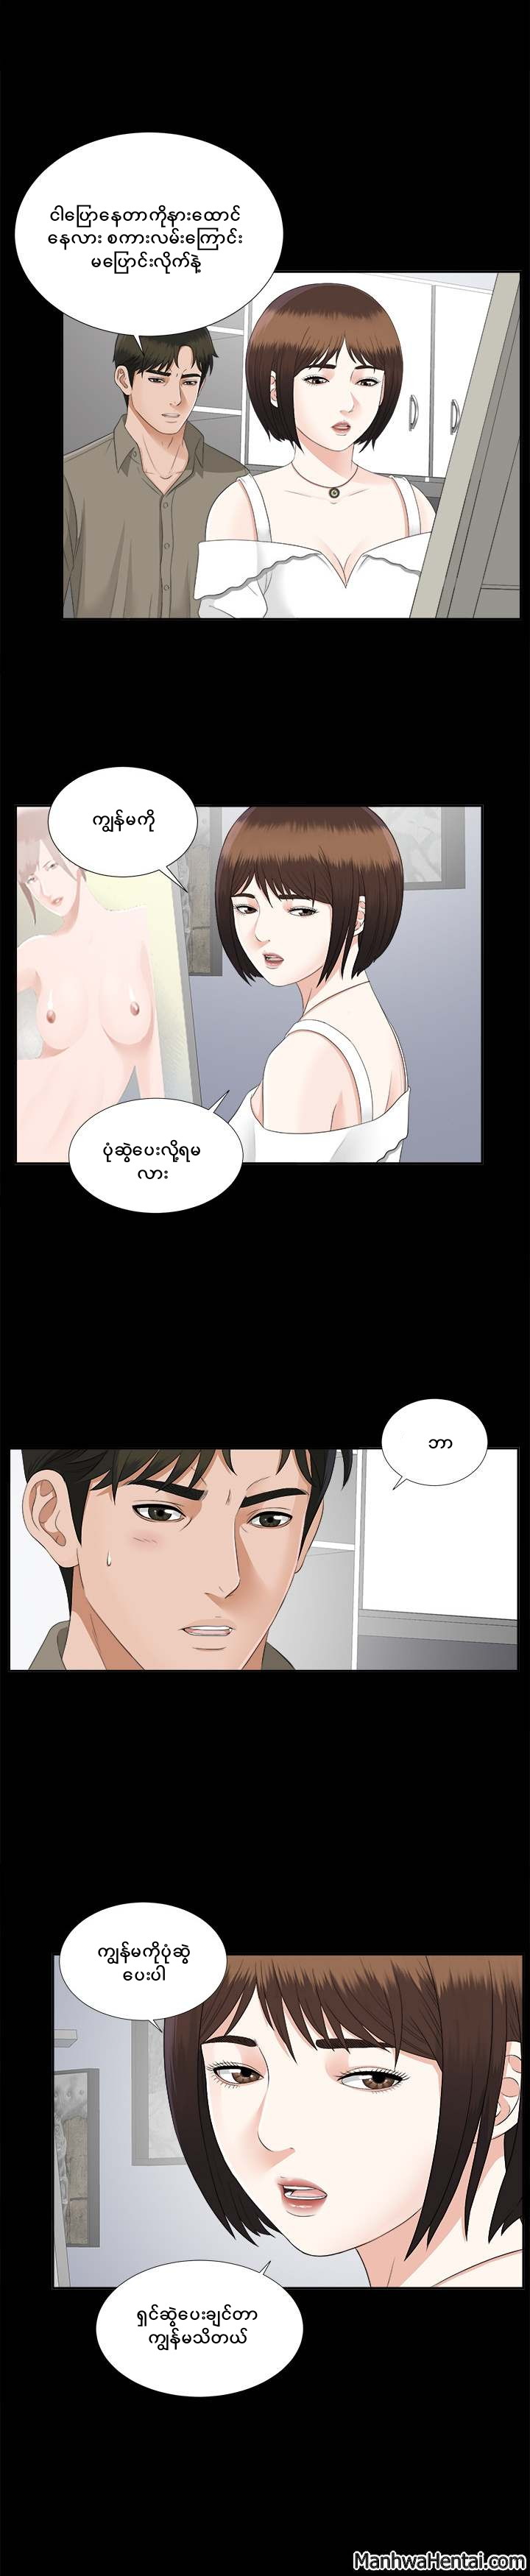 ငါပြောနေတာကိုနားထောင်
နေလား စကားလမ်းကြောင်း
မပြောင်းလိုက်နဲ့
ကျွန်မကို
ပုံဆွဲပေးလို့ရမ
လား
ဘာ
ကျွန်မကိုပုံဆွဲ
ပေးပါ
ရှင်ဆွဲပေးချင်တာ
ကျွန်မသိတယ်
ManhwaHentai.com